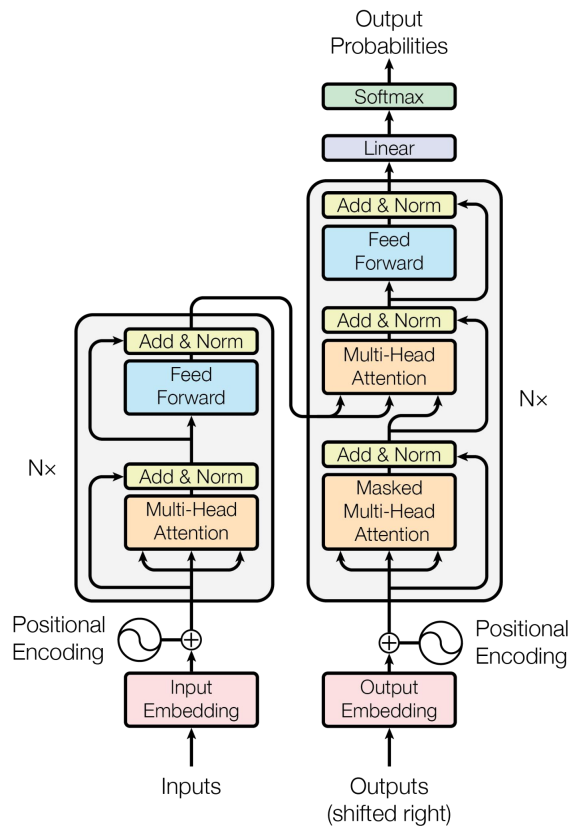 Output
Probabilities
Softmax
Linear
Add & Norm
Feed
Forward
Add & Norm
Multi-Head
Attention
Add & Norm
Masked
Multi-Head
Attention
N×
Add & Norm
Feed
Forward
Add & Norm
Multi-Head
Attention
N×
Positional
Encoding
Positional
Encoding
Input
Embedding
Output
Embedding
Inputs
Outputs
(shifted right)